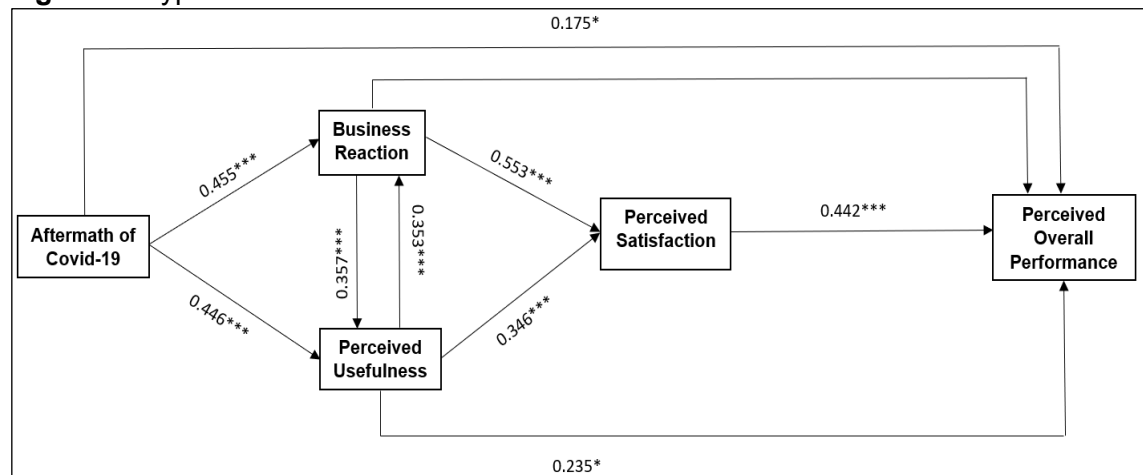 0.175*
Business
Reaction
0.455***
0.553***
Aftermath of
Covid-19
0.357***
0.353****
Perceived
Satisfaction
0.442***
Perceived
Overall
Performance
0.446***
Perceived
Usefulness
0.346***
0.235*